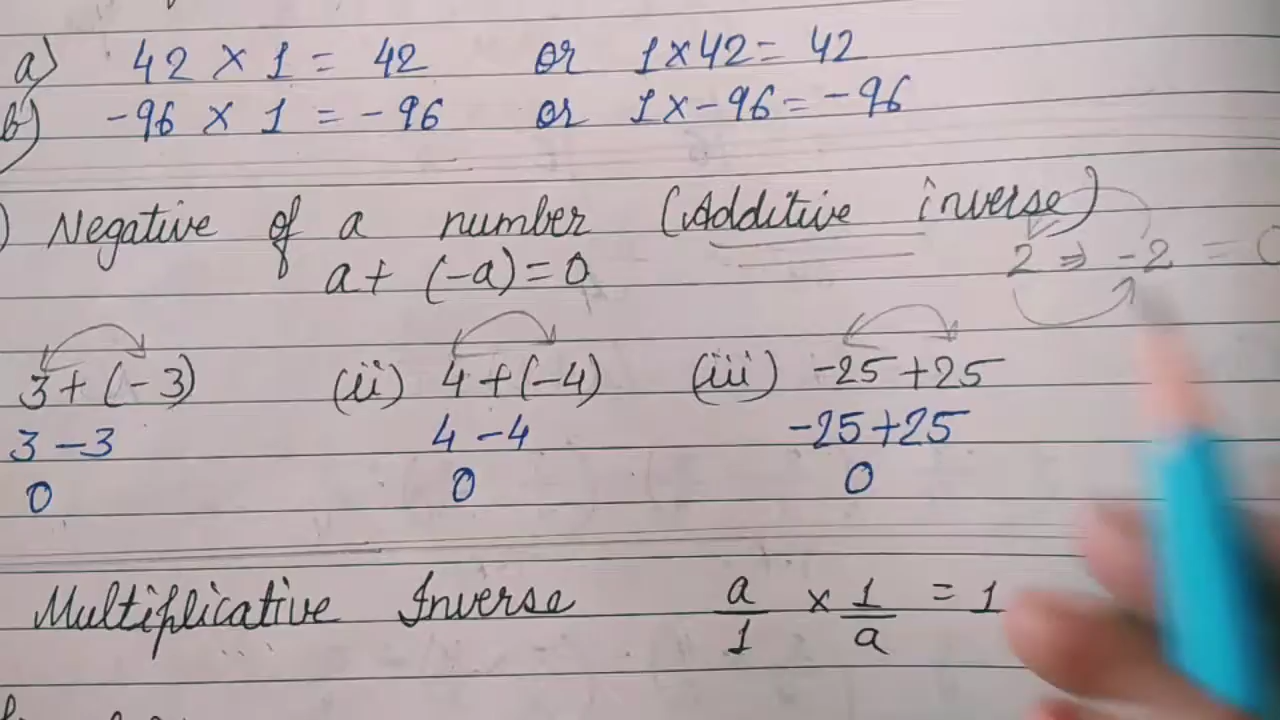 a) 42 × 1 = 42 or 1×42 = 42
b) -96 × 1 = -96 or 1×-96 = -96
) Negative of a number (Additive inverse)
2 ⇒ -2 = 0
a + (-a) = 0
3 + (-3) (ii) 4 + (-4) (iii) -25 + 25
3 - 3 4 - 4 -25 + 25
0 0 0
Multiplicative Inverse a/1 × 1/a = 1